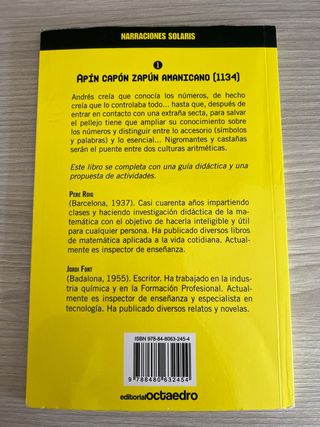 NARRACIONES SOLARIS
1
APÍN CAPÓN ZAPÚN AMANICANO (1134)
Andrés creía que conocía los números, de hecho
creía que lo controlaba todo... hasta que, después de
entrar en contacto con una extraña secta, para salvar
el pellejo tiene que ampliar su conocimiento sobre
los números y distinguir entre lo accesorio (símbolos
y palabras) y lo esencial... Nigromantes y castañas
serán el puente entre dos culturas aritméticas.
Este libro se completa con una guía didáctica y una
propuesta de actividades.
PERE ROIG
(Barcelona, 1937). Casi cuarenta años impartiendo
clases y haciendo investigación didáctica de la ma-
temática con el objetivo de hacerla inteligible y útil
para cualquier persona. Ha publicado diversos libros
de matemática aplicada a la vida cotidiana. Actual-
mente es inspector de enseñanza.
JORDI FONT
(Badalona, 1955). Escritor. Ha trabajado en la indus-
tria química y en la Formación Profesional. Actual-
mente es inspector de enseñanza y especialista en
tecnología. Ha publicado diversos relatos y novelas.
ISBN 978-84-8063-245-4
9 788480 632454
editorial octaedro